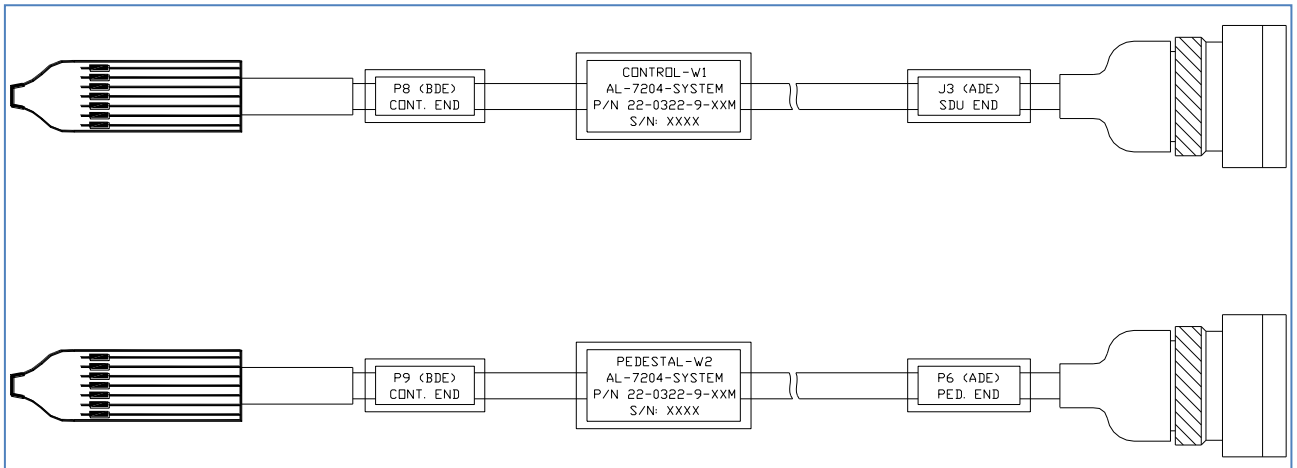 P8 (BDE)
CONT. END
CONTROL-W1
AL-7204-SYSTEM
P/N 22-0322-9-XXM
S/N: XXXX
J3 (ADE)
SDU END
P9 (BDE)
CONT. END
PEDESTAL-W2
AL-7204-SYSTEM
P/N 22-0322-9-XXM
S/N: XXXX
P6 (ADE)
PED. END